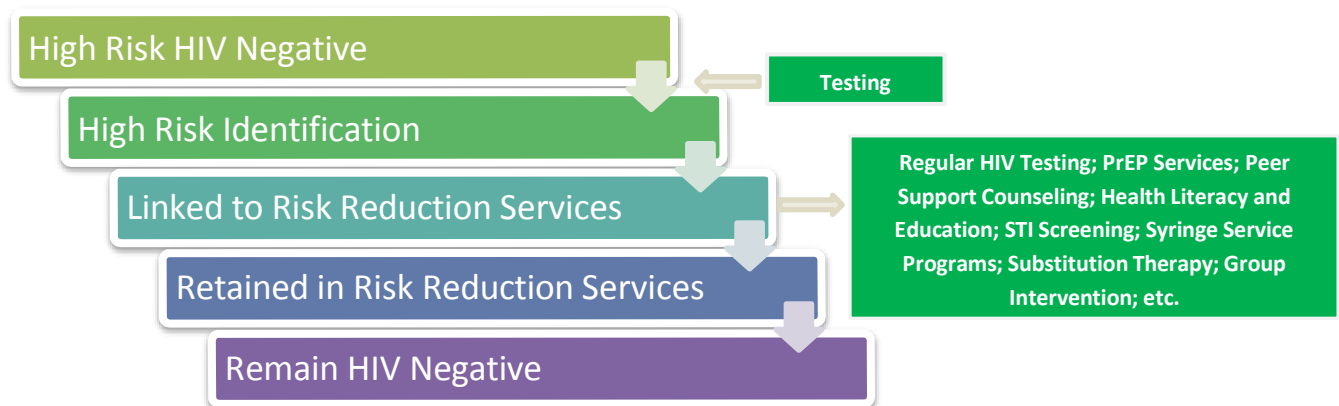 High Risk HIV Negative
Testing
High Risk Identification
Linked to Risk Reduction Services
Regular HIV Testing; PrEP Services; Peer
Support Counseling; Health Literacy and
Education; STI Screening; Syringe Service
Programs; Substitution Therapy; Group
Intervention; etc.
Retained in Risk Reduction Services
Remain HIV Negative